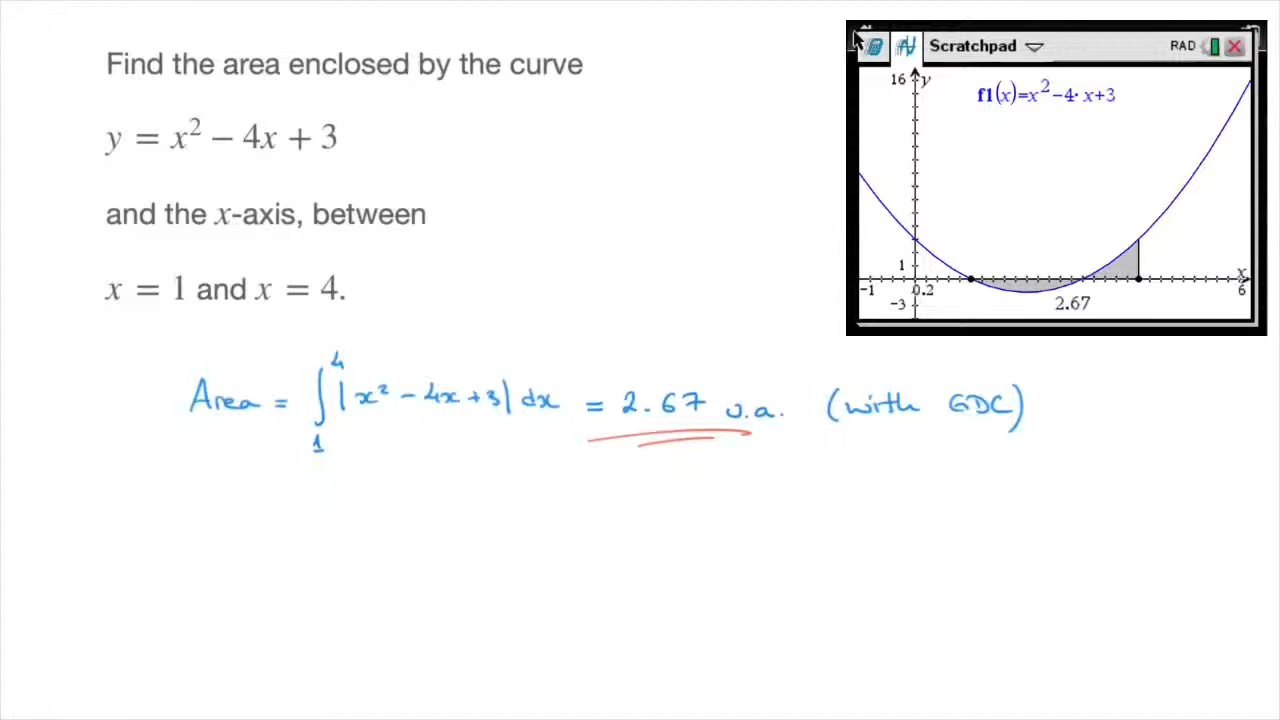 Find the area enclosed by the curve
y = x² − 4x + 3
and the x-axis, between
x = 1 and x = 4.
Scratchpad
RAD
16
y
f1(x)=x²−4·x+3
1
x
-1
0.2
6
-3
2.67
Area = ∫₁⁴ |x² − 4x + 3| dx = 2.67 u.a. (with GDC)